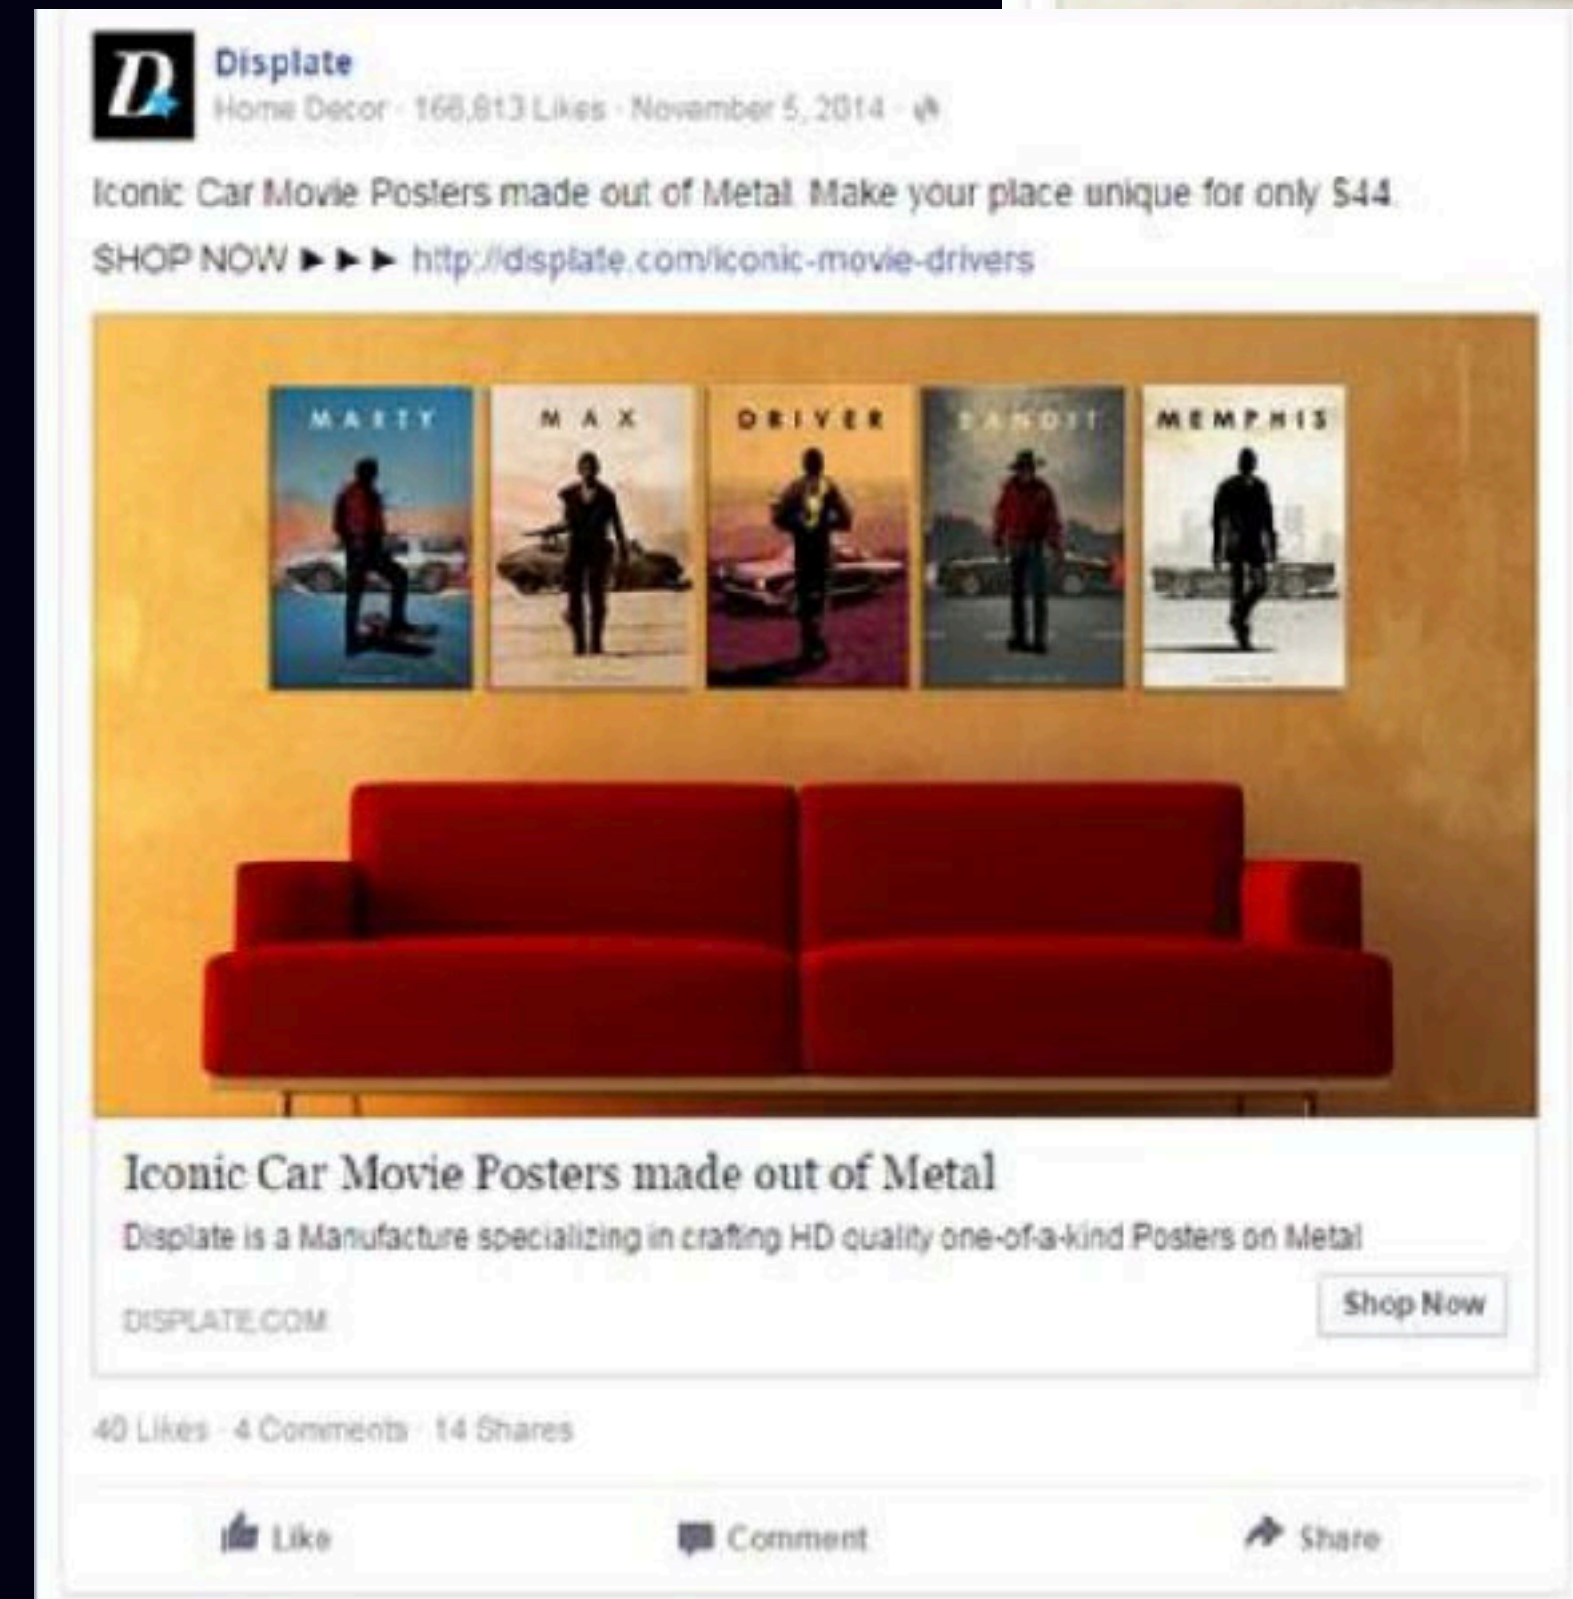 Displate
Home Decor · 166,813 Likes · November 5, 2014 ·
Iconic Car Movie Posters made out of Metal. Make your place unique for only $44.
SHOP NOW ►►► http://displate.com/iconic-movie-drivers
MARTY
MAX
DRIVER
BANDIT
MEMPHIS
Iconic Car Movie Posters made out of Metal
Displate is a Manufacture specializing in crafting HD quality one-of-a-kind Posters on Metal
DISPLATE.COM
Shop Now
40 Likes · 4 Comments · 14 Shares
Like
Comment
Share